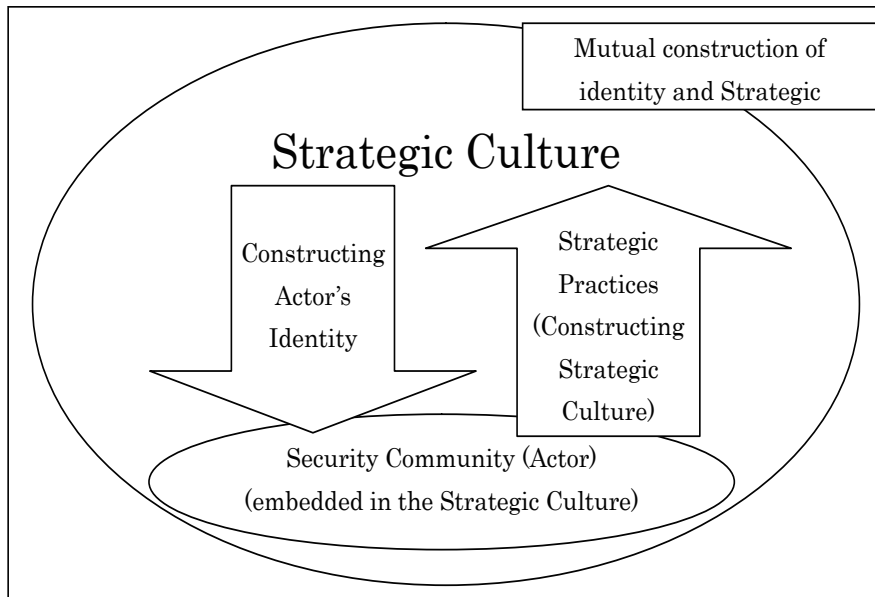 Mutual construction of
identity and Strategic
Strategic Culture
Constructing
Actor’s
Identity
Strategic
Practices
(Constructing
Strategic
Culture)
Security Community (Actor)
(embedded in the Strategic Culture)